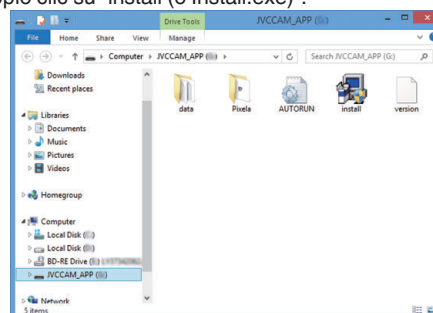 opio clic su "install (o install.exe)".
Drive Tools
JVCCAM_APP
File
Home
Share
View
Manage
Computer
JVCCAM_APP
Search JVCCAM_APP (G:)
Downloads
Recent places
Libraries
Documents
Music
Pictures
Videos
Homegroup
Computer
Local Disk
Local Disk
BD-RE Drive
JVCCAM_APP
Network
data
Pixela
AUTORUN
install
version
5 items